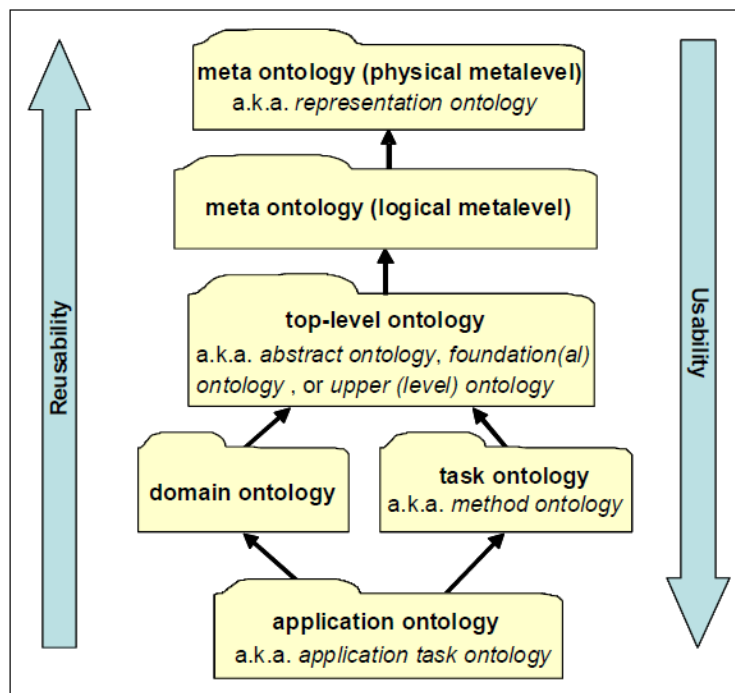 meta ontology (physical metalevel)
a.k.a. representation ontology
meta ontology (logical metalevel)
top-level ontology
a.k.a. abstract ontology, foundation(al)
ontology , or upper (level) ontology
domain ontology
task ontology
a.k.a. method ontology
application ontology
a.k.a. application task ontology
Reusability
Usability